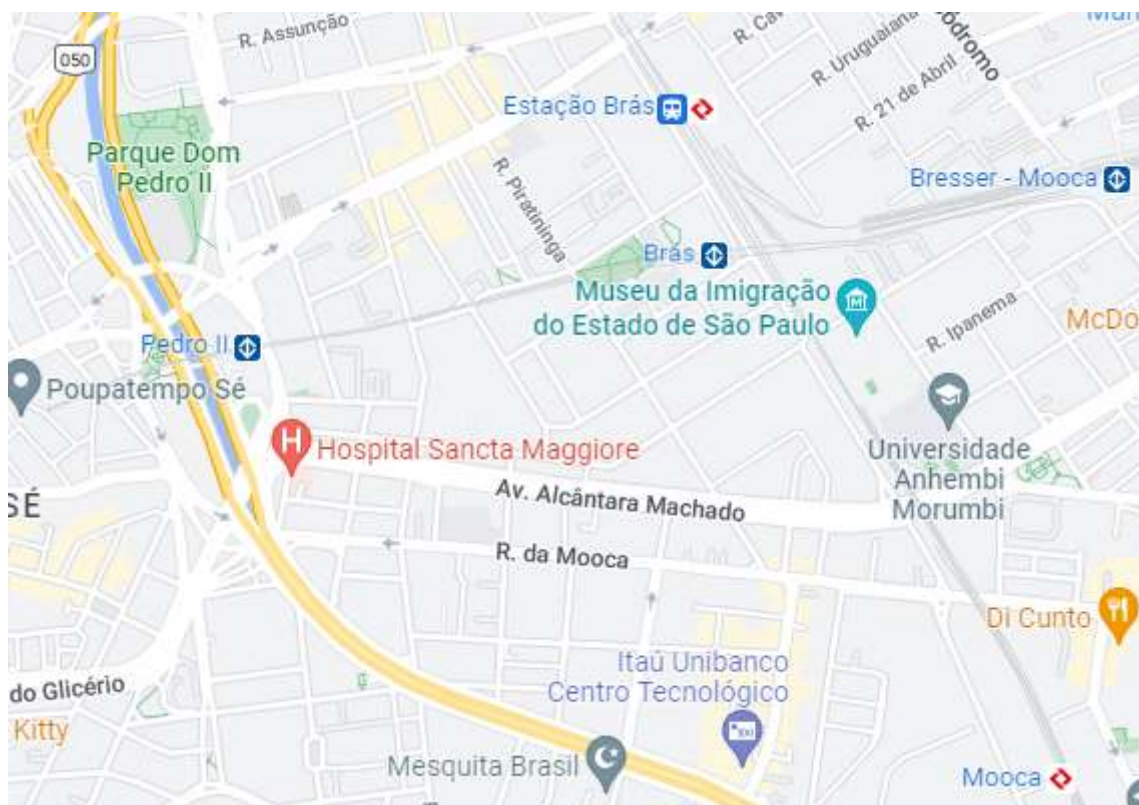 R. Assunção
050
R. Uruguaiana
R. 21 de Abril
Estação Brás
Parque Dom
Pedro II
R. Piratininga
Bresser - Mooca
Brás
Museu da Imigração
do Estado de São Paulo
M
R. Ipanema
McDo
Pedro II
Poupatempo Sé
H
Hospital Sancta Maggiore
Universidade
Anhembi
Morumbi
SÉ
Av. Alcântara Machado
R. da Mooca
Di Cunto
Itaú Unibanco
Centro Tecnológico
do Glicério
Kitty
Mesquita Brasil
Mooca